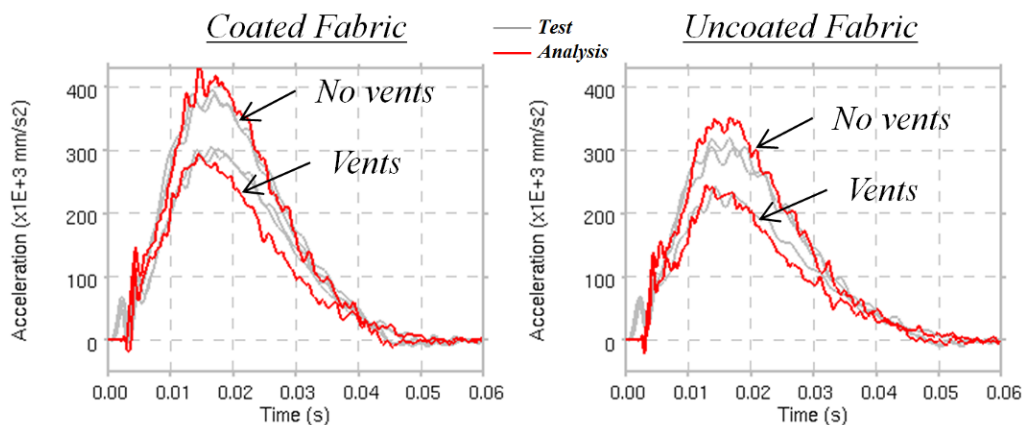 Coated Fabric
Test
Analysis
Uncoated Fabric
Acceleration (x1E+3 mm/s2)
400
300
200
100
0
No vents
Vents
0.00 0.01 0.02 0.03 0.04 0.05 0.06
Time (s)
Acceleration (x1E+3 mm/s2)
400
300
200
100
0
No vents
Vents
0.00 0.01 0.02 0.03 0.04 0.05 0.06
Time (s)